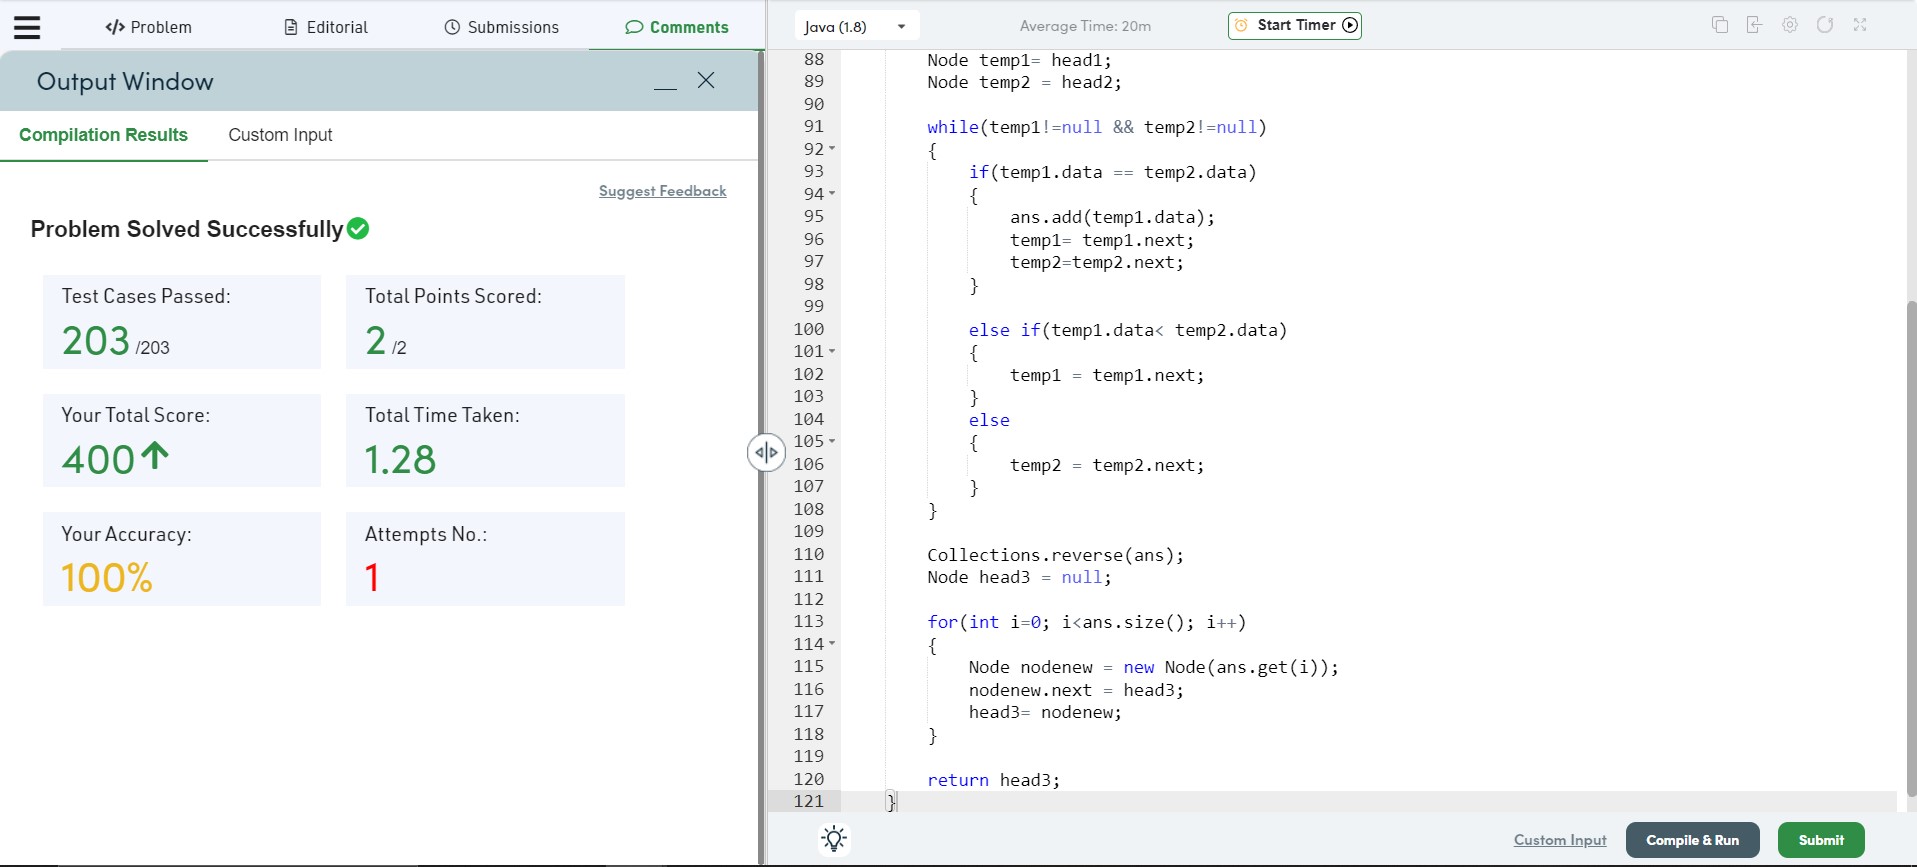 </> Problem
Editorial
Submissions
Comments
Output Window
Compilation Results
Custom Input
Suggest Feedback
Problem Solved Successfully
Test Cases Passed:
203 /203
Total Points Scored:
2 /2
Your Total Score:
400
Total Time Taken:
1.28
Your Accuracy:
100%
Attempts No.:
1
Java (1.8)
Average Time: 20m
Start Timer
88 Node temp1= head1;
89 Node temp2 = head2;
90
91 while(temp1!=null && temp2!=null)
92 {
93 if(temp1.data == temp2.data)
94 {
95 ans.add(temp1.data);
96 temp1= temp1.next;
97 temp2=temp2.next;
98 }
99
100 else if(temp1.data< temp2.data)
101 {
102 temp1 = temp1.next;
103 }
104 else
105 {
106 temp2 = temp2.next;
107 }
108 }
109
110 Collections.reverse(ans);
111 Node head3 = null;
112
113 for(int i=0; i<ans.size(); i++)
114 {
115 Node nodenew = new Node(ans.get(i));
116 nodenew.next = head3;
117 head3= nodenew;
118 }
119
120 return head3;
121 }
Custom Input
Compile & Run
Submit